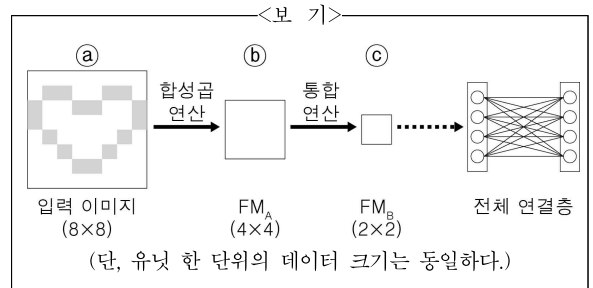 <보 기>
ⓐ ⓑ ⓒ
합성곱 통합
연산 연산
입력 이미지 FM_A FM_B 전체 연결층
(8×8) (4×4) (2×2)
(단, 유닛 한 단위의 데이터 크기는 동일하다.)